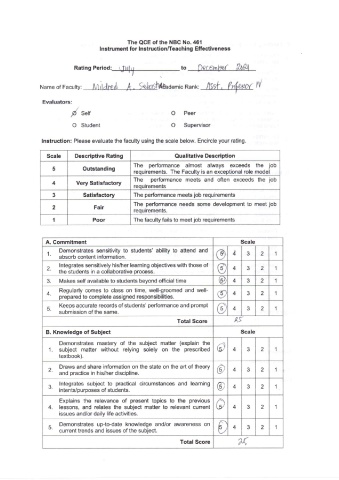 The QCE of the NBC No. 461
Instrument for Instruction/Teaching Effectiveness
Rating Period: July to December 2024
Name of Faculty: Mildred A. Academic Rank: Asst. Professor IV
Evaluators:
Self O Peer
O Student O Supervisor
Instruction: Please evaluate the faculty using the scale below. Encircle your rating.
Scale Descriptive Rating Qualitative Description
5 Outstanding The performance almost always exceeds the job
requirements. The Faculty is an exceptional role model
4 Very Satisfactory The performance meets and often exceeds the job
requirements
3 Satisfactory The performance meets job requirements
2 Fair The performance needs some development to meet job
requirements.
1 Poor The faculty fails to meet job requirements
A. Commitment Scale
1. Demonstrates sensitivity to students' ability to attend and
absorb content information. 5 4 3 2 1
2. Integrates sensitively his/her learning objectives with those of
the students in a collaborative process. 5 4 3 2 1
3. Makes self available to students beyond official time 5 4 3 2 1
4. Regularly comes to class on time, well-groomed and well-
prepared to complete assigned responsibilities. 5 4 3 2 1
5. Keeps accurate records of students' performance and prompt
submission of the same. 5 4 3 2 1
Total Score 25
B. Knowledge of Subject Scale
1. Demonstrates mastery of the subject matter (explain the
subject matter without relying solely on the prescribed
textbook). 5 4 3 2 1
2. Draws and share information on the state on the art of theory
and practice in his/her discipline. 5 4 3 2 1
3. Integrates subject to practical circumstances and learning
intents/purposes of students. 5 4 3 2 1
4. Explains the relevance of present topics to the previous
lessons, and relates the subject matter to relevant current
issues and/or daily life activities. 5 4 3 2 1
5. Demonstrates up-to-date knowledge and/or awareness on
current trends and issues of the subject. 5 4 3 2 1
Total Score 25